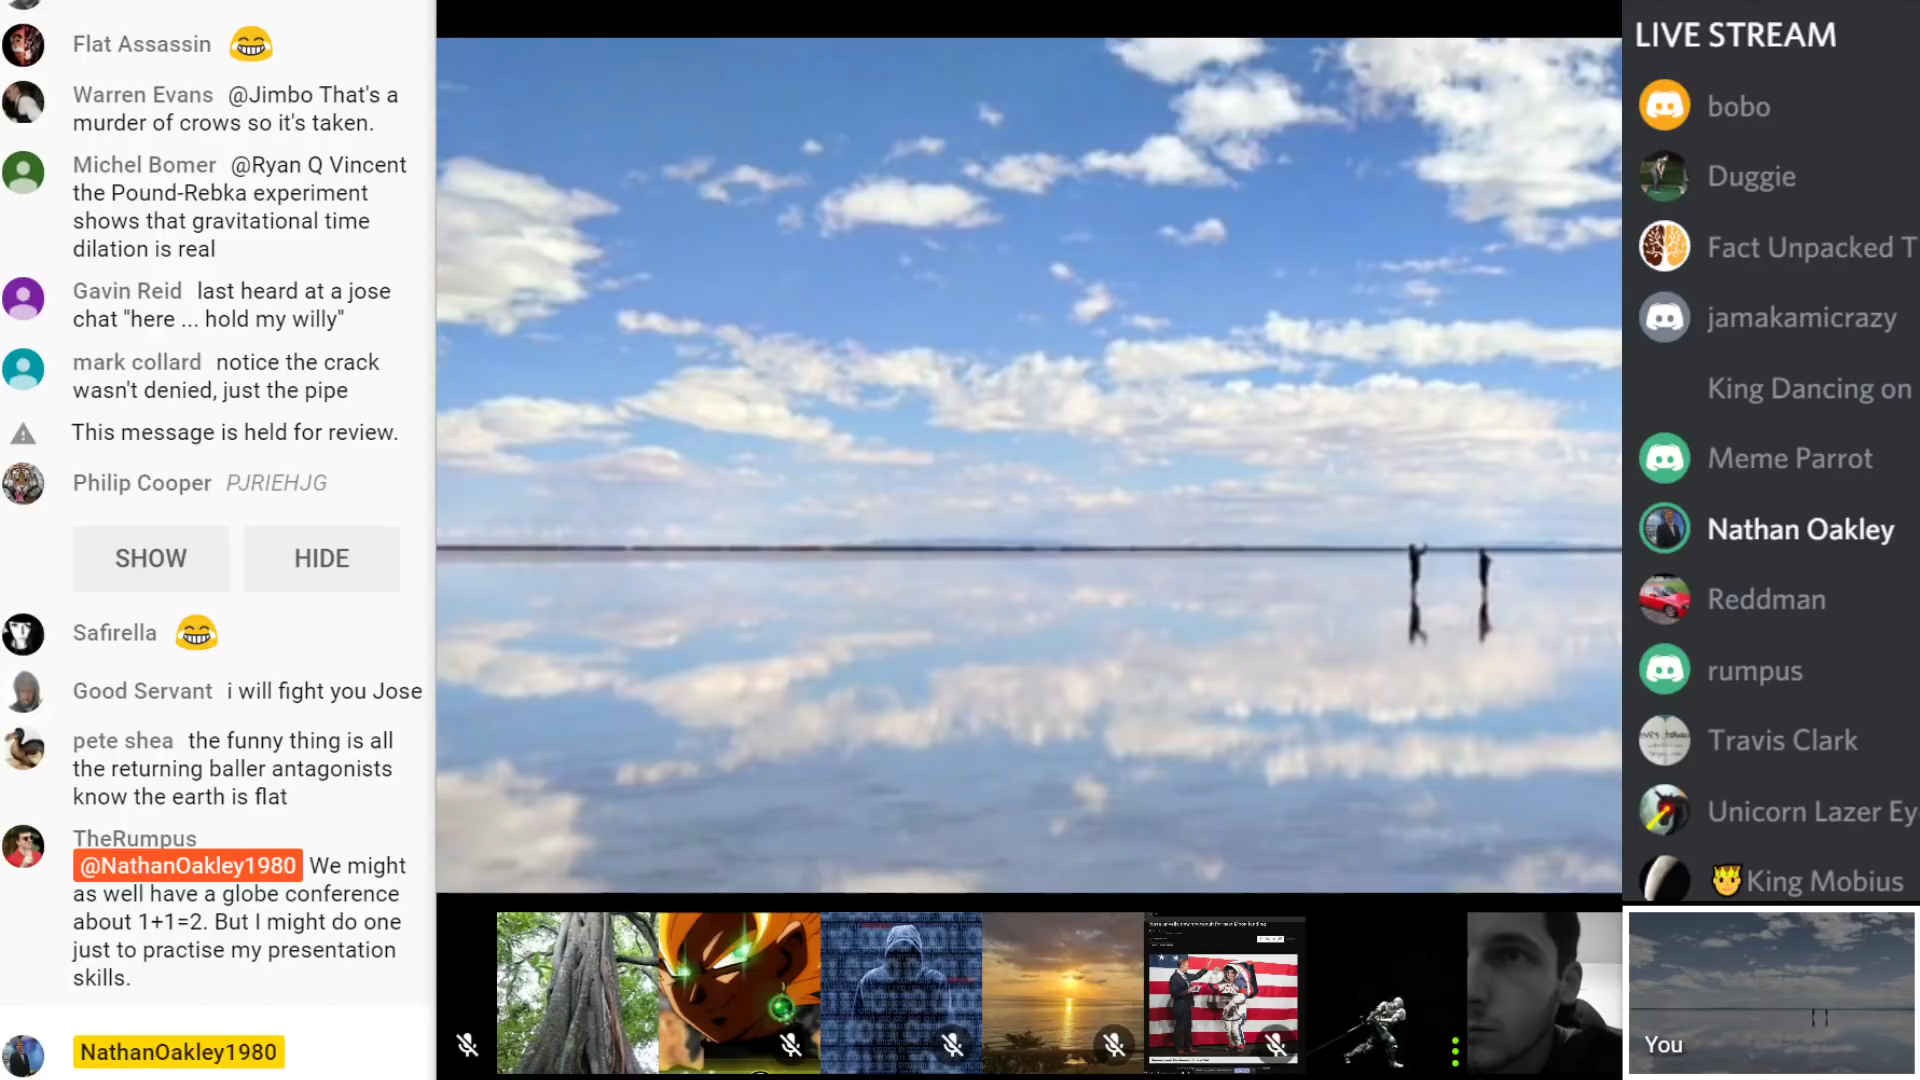 Flat Assassin
Warren Evans @Jimbo That's a
murder of crows so it's taken.
Michel Bomer @Ryan Q Vincent
the Pound-Rebka experiment
shows that gravitational time
dilation is real
Gavin Reid last heard at a jose
chat "here ... hold my willy"
mark collard notice the crack
wasn't denied, just the pipe
This message is held for review.
Philip Cooper PJRIEHJG
SHOW HIDE
Safirella
Good Servant i will fight you Jose
pete shea the funny thing is all
the returning baller antagonists
know the earth is flat
TheRumpus
@NathanOakley1980 We might
as well have a globe conference
about 1+1=2. But I might do one
just to practise my presentation
skills.
NathanOakley1980
LIVE STREAM
bobo
Duggie
Fact Unpacked T
jamakamicrazy
King Dancing on
Meme Parrot
Nathan Oakley
Reddman
rumpus
Travis Clark
Unicorn Lazer Ey
King Mobius
You